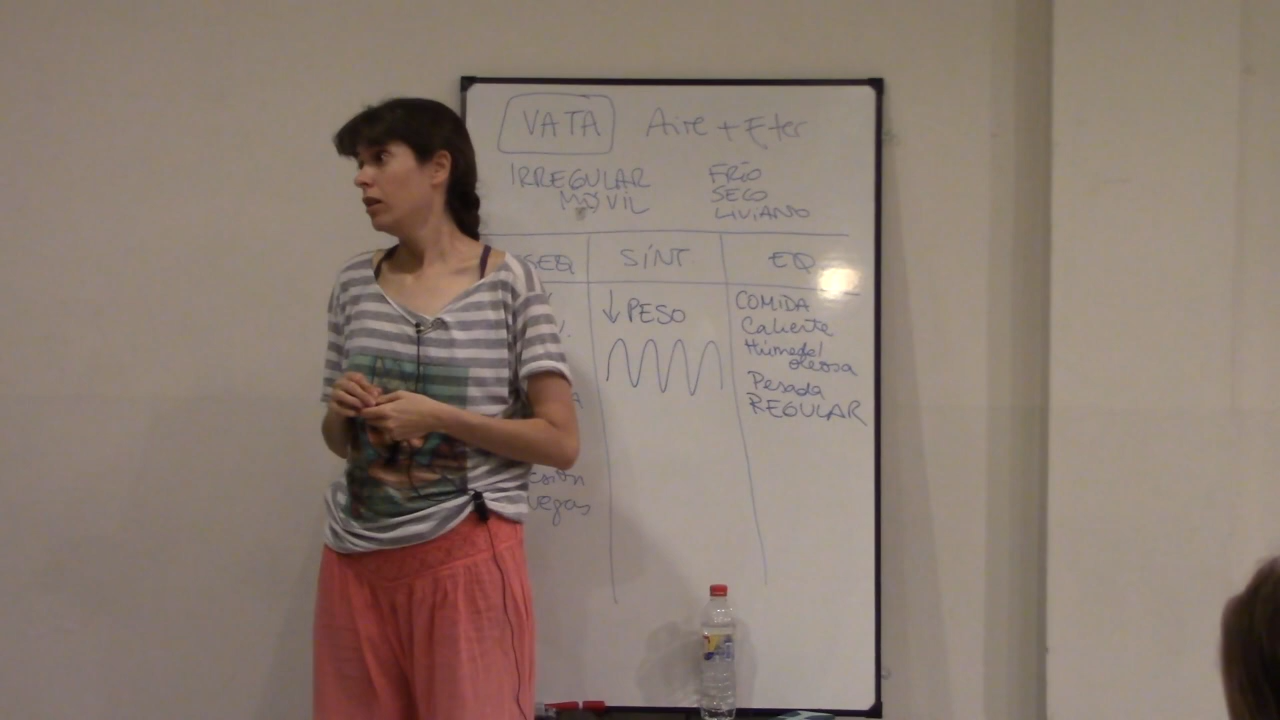 VATA Aire + Eter
IRREGULAR FRÍO
MÓVIL SECO
LIVIANO
SÍNT. EQ
↓ PESO COMIDA
Caliente
Húmeda/
oleosa
Pesada
REGULAR